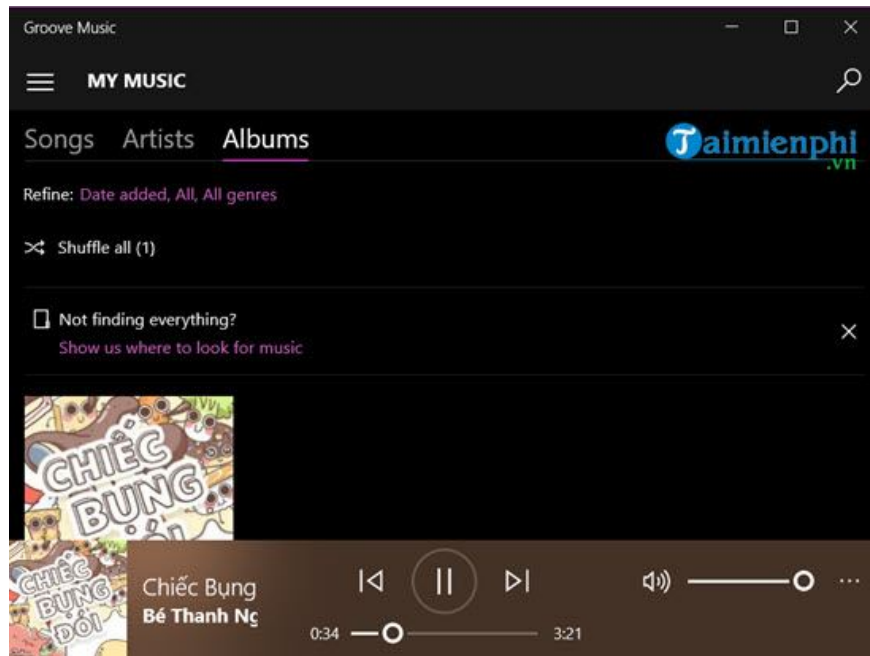 Groove Music
MY MUSIC
Songs Artists Albums
Taimienphi
.vn
Refine: Date added, All, All genres
Shuffle all (1)
Not finding everything?
Show us where to look for music
CHIẾC
BỤNG
ĐÓI
CHIẾC
BỤNG
ĐÓI
Chiếc Bụng
Bé Thanh Ng
0:34 3:21